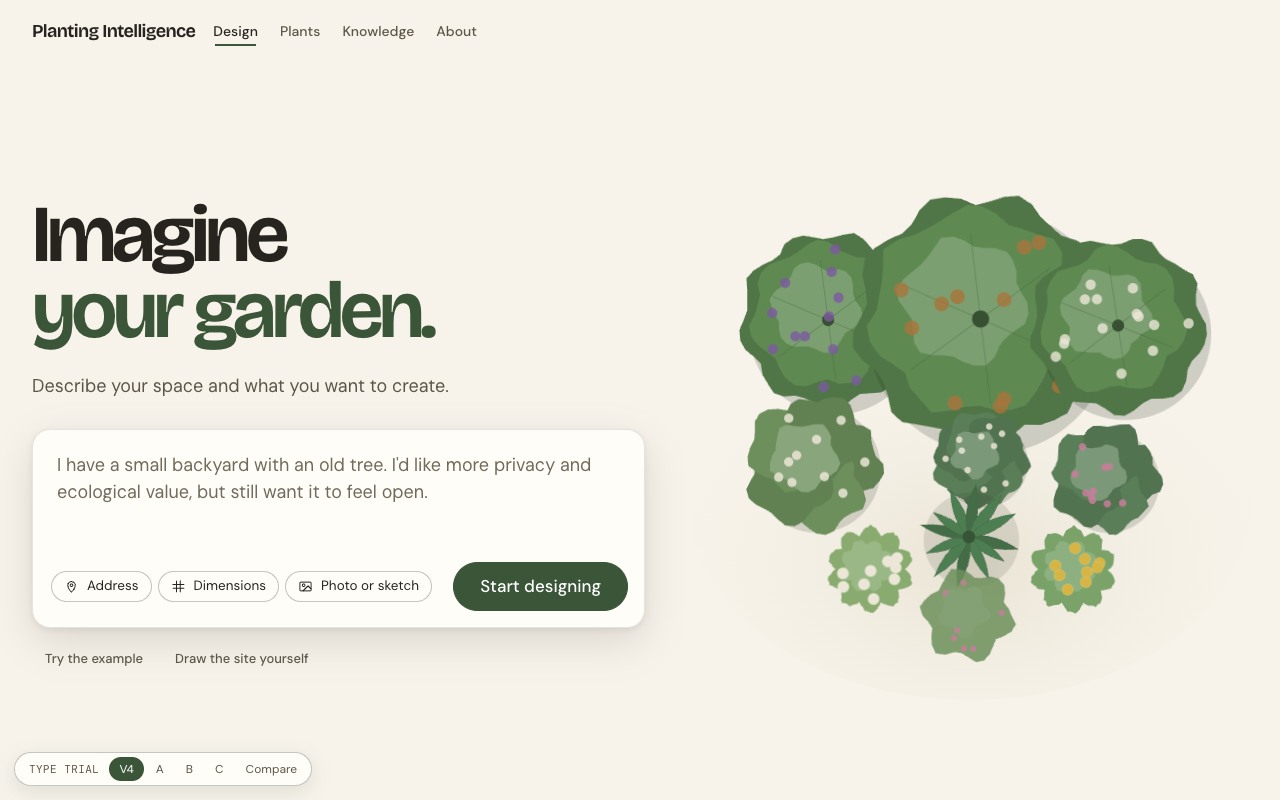 Planting Intelligence Design Plants Knowledge About
Imagine
your garden.
Describe your space and what you want to create.
I have a small backyard with an old tree. I'd like more privacy and
ecological value, but still want it to feel open.
Address Dimensions Photo or sketch Start designing
Try the example Draw the site yourself
TYPE TRIAL V4 A B C Compare